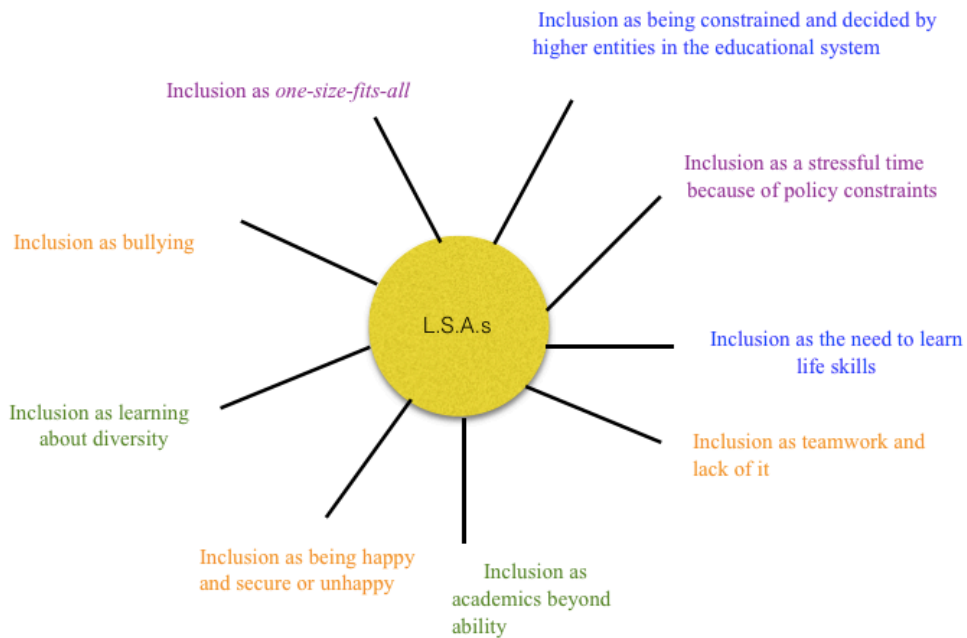 Inclusion as being constrained and decided by
higher entities in the educational system
Inclusion as one-size-fits-all
Inclusion as a stressful time
because of policy constraints
Inclusion as bullying
L.S.A.s
Inclusion as the need to learn
life skills
Inclusion as learning
about diversity
Inclusion as teamwork and
lack of it
Inclusion as being happy
and secure or unhappy
Inclusion as
academics beyond
ability